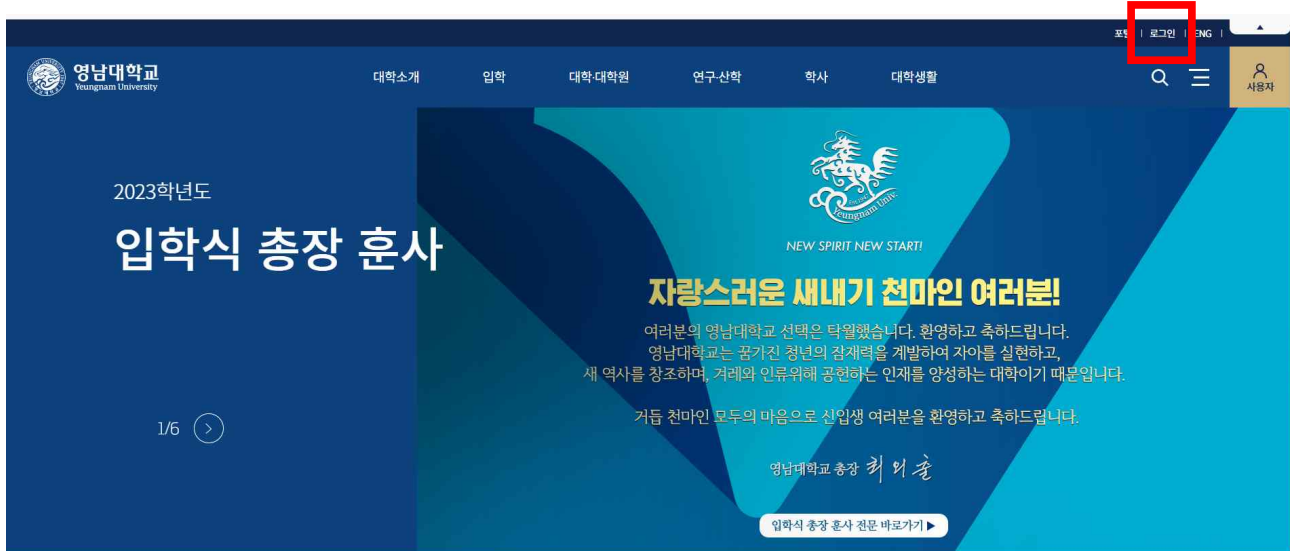 포털 | 로그인 | ENG |
영남대학교
Yeungnam University
대학소개 입학 대학·대학원 연구·산학 학사 대학생활
사용자
2023학년도
입학식 총장 훈사
1/6
Yeungnam Univ.
NEW SPIRIT NEW START!
자랑스러운 새내기 천마인 여러분!
여러분의 영남대학교 선택은 탁월했습니다. 환영하고 축하드립니다.
영남대학교는 꿈가진 청년의 잠재력을 계발하여 자아를 실현하고,
새 역사를 창조하며, 겨레와 인류위해 공헌하는 인재를 양성하는 대학이기 때문입니다.
거듭 천마인 모두의 마음으로 신입생 여러분을 환영하고 축하드립니다.
영남대학교 총장 최외출
입학식 총장 훈사 전문 바로가기 ▶